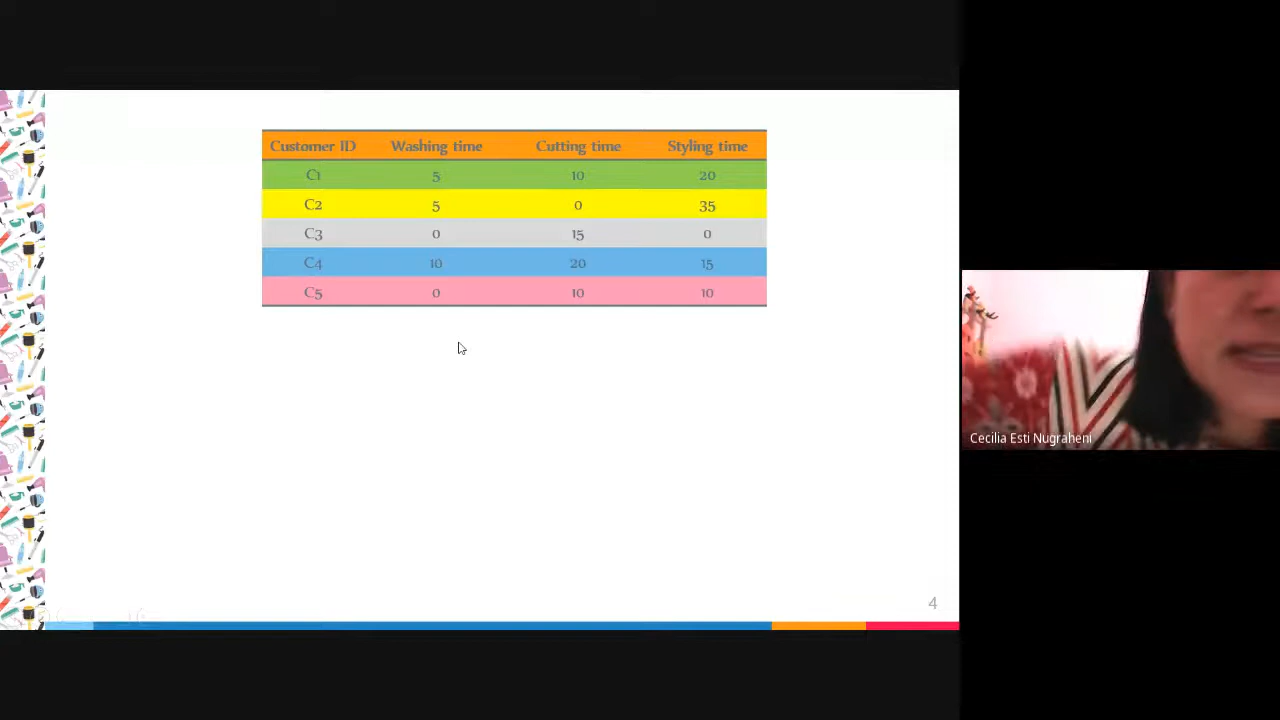 Customer ID Washing time Cutting time Styling time
C1 5 10 20
C2 5 0 35
C3 0 15 0
C4 10 20 15
C5 0 10 10
Cecilia Esti Nugraheni
4